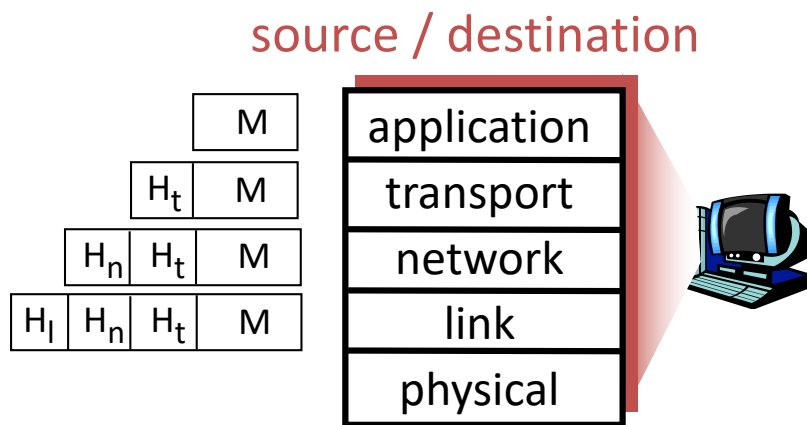 source / destination
M application
Ht M transport
Hn Ht M network
Hl Hn Ht M link
physical